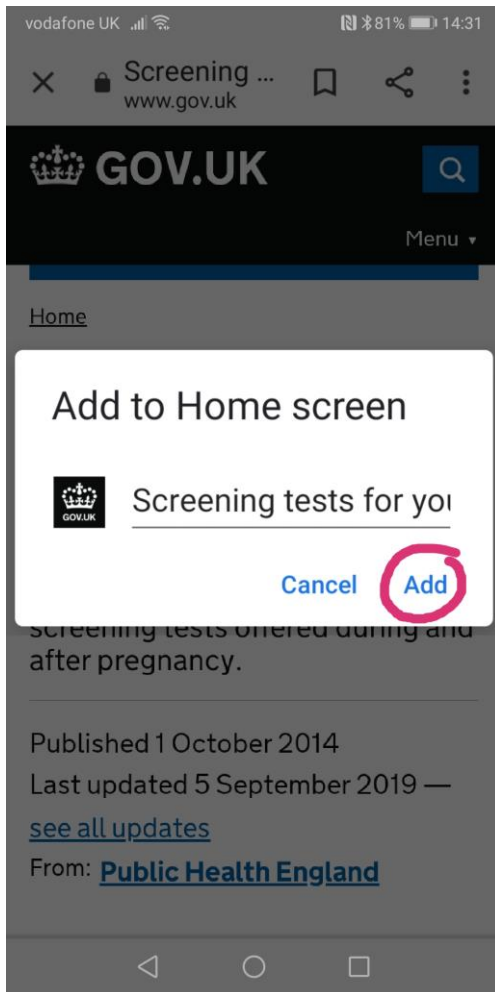 vodafone UK 81% 14:31
Screening ...
www.gov.uk
GOV.UK
Menu
Home
Add to Home screen
GOV.UK
Screening tests for you
Cancel Add
screening tests offered during and
after pregnancy.
Published 1 October 2014
Last updated 5 September 2019 —
see all updates
From: Public Health England